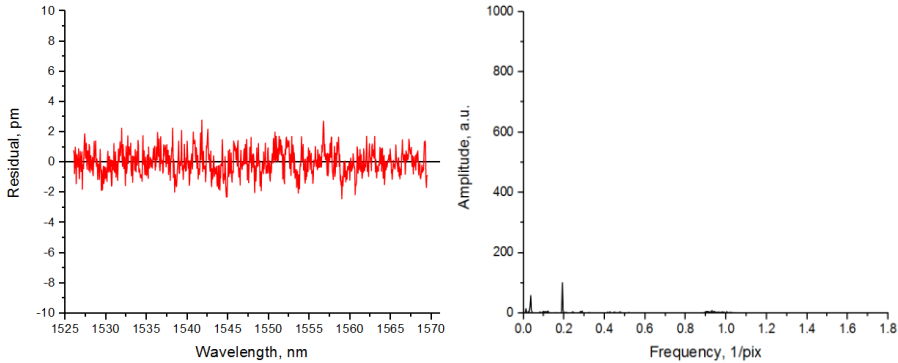 Residual, pm
10
8
6
4
2
0
-2
-4
-6
-8
-10
1525 1530 1535 1540 1545 1550 1555 1560 1565 1570
Wavelength, nm
Amplitude, a.u.
1000
800
600
400
200
0
0.0 0.2 0.4 0.6 0.8 1.0 1.2 1.4 1.6 1.8
Frequency, 1/pix